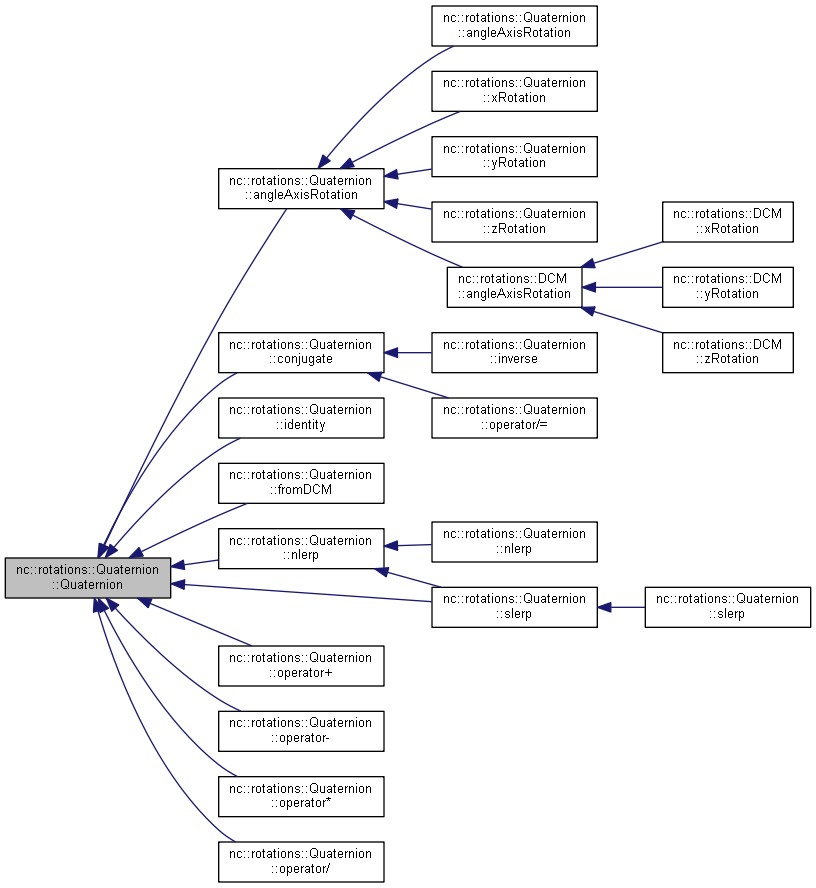 nc::rotations::Quaternion
::Quaternion
nc::rotations::Quaternion
::angleAxisRotation
nc::rotations::Quaternion
::angleAxisRotation
nc::rotations::Quaternion
::xRotation
nc::rotations::Quaternion
::yRotation
nc::rotations::Quaternion
::zRotation
nc::rotations::DCM
::angleAxisRotation
nc::rotations::DCM
::xRotation
nc::rotations::DCM
::yRotation
nc::rotations::DCM
::zRotation
nc::rotations::Quaternion
::conjugate
nc::rotations::Quaternion
::inverse
nc::rotations::Quaternion
::operator/=
nc::rotations::Quaternion
::identity
nc::rotations::Quaternion
::fromDCM
nc::rotations::Quaternion
::nlerp
nc::rotations::Quaternion
::nlerp
nc::rotations::Quaternion
::slerp
nc::rotations::Quaternion
::slerp
nc::rotations::Quaternion
::operator+
nc::rotations::Quaternion
::operator-
nc::rotations::Quaternion
::operator*
nc::rotations::Quaternion
::operator/